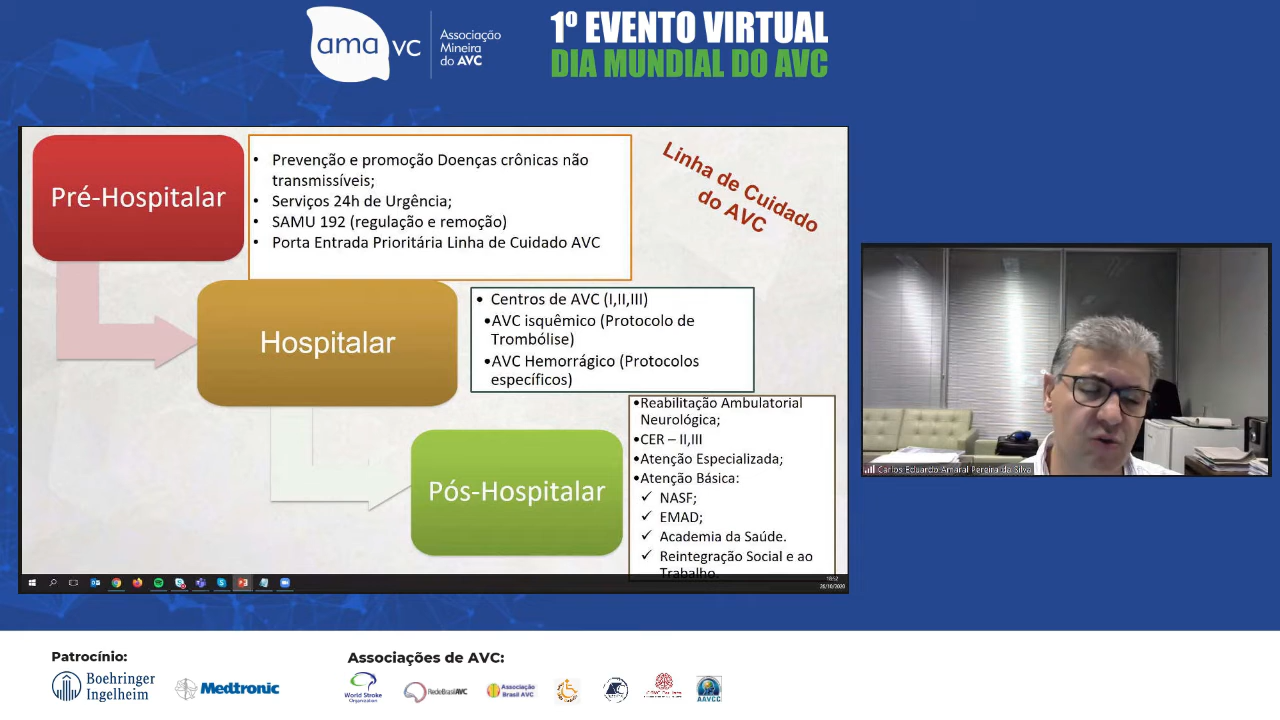 ama VC
Associação
Mineira
do AVC
1º EVENTO VIRTUAL
DIA MUNDIAL DO AVC
Pré-Hospitalar
• Prevenção e promoção Doenças crônicas não
transmissíveis;
• Serviços 24h de Urgência;
• SAMU 192 (regulação e remoção)
• Porta Entrada Prioritária Linha de Cuidado AVC
Linha de Cuidado
do AVC
Hospitalar
• Centros de AVC (I,II,III)
•AVC isquêmico (Protocolo de
Trombólise)
•AVC Hemorrágico (Protocolos
específicos)
Pós-Hospitalar
•Reabilitação Ambulatorial
Neurológica;
•CER – II,III
•Atenção Especializada;
•Atenção Básica:
✓ NASF;
✓ EMAD;
✓ Academia da Saúde.
✓ Reintegração Social e ao
Trabalho.
18:52
28/10/2020
Carlos Eduardo Amaral Pereira da Silva
Patrocínio:
Boehringer
Ingelheim
Medtronic
Associações de AVC:
World Stroke
Organization
RedeBrasilAVC
Associação
Brasil AVC
AAVCC